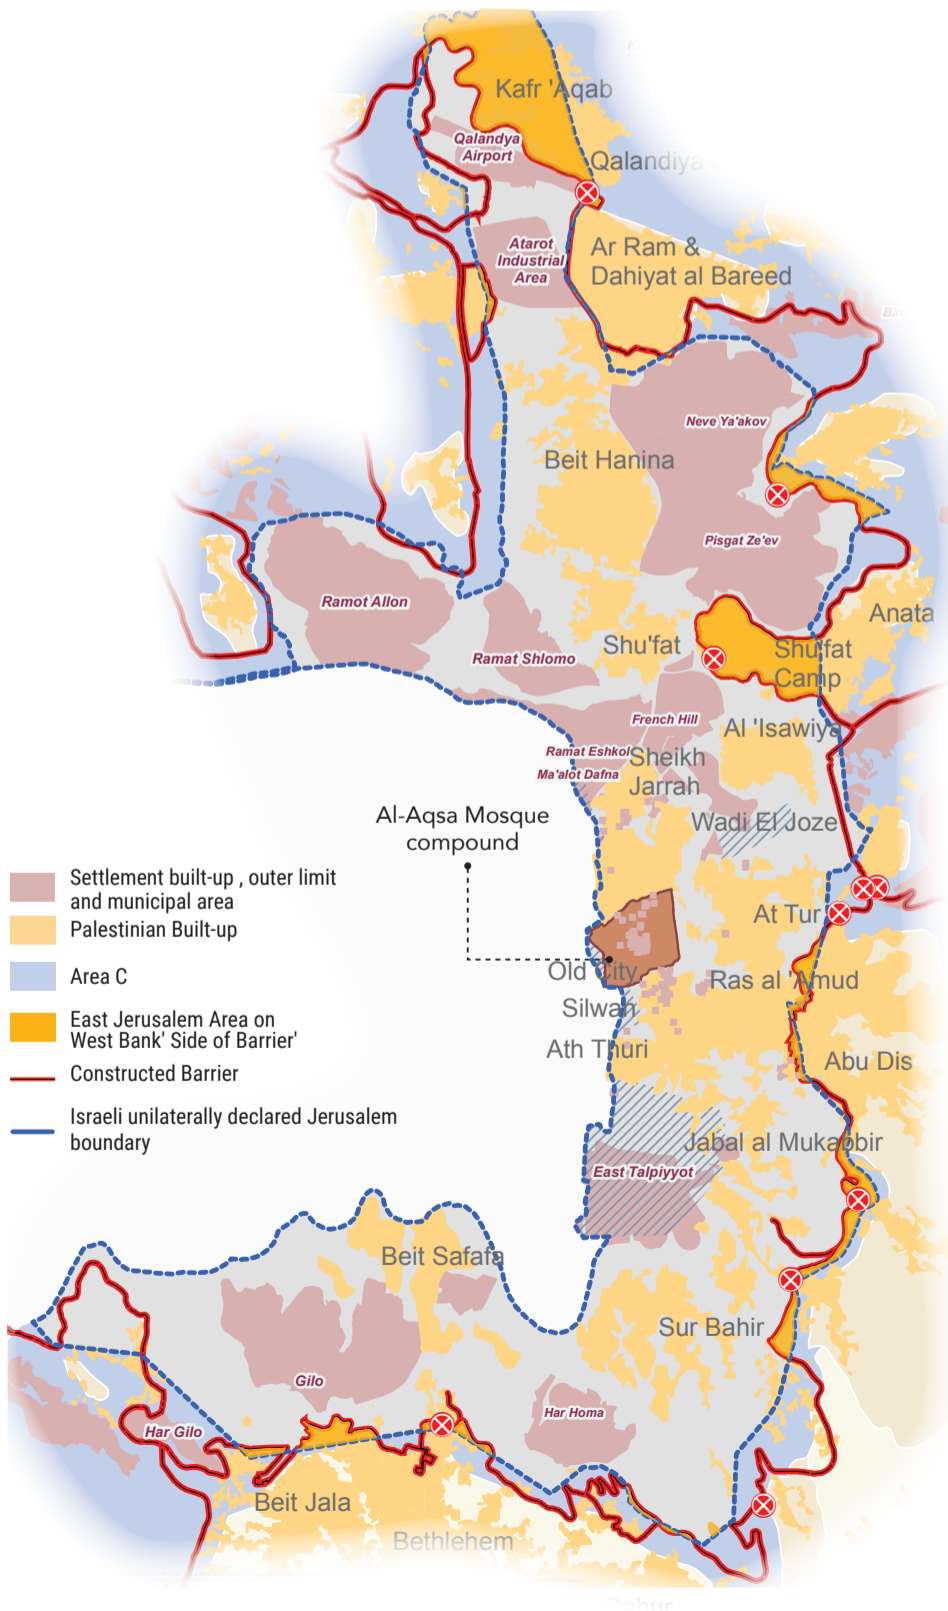 Kafr 'Aqab
Qalandya
Airport
Qalandiya
Atarot
Industrial
Area
Ar Ram &
Dahiyat al Bareed
Neve Ya'akov
Beit Hanina
Pisgat Ze'ev
Ramot Allon
Anata
Shu'fat
Shu'fat
Camp
Ramat Shlomo
French Hill
Al 'Isawiya
Ramat Eshkol
Sheikh
Jarrah
Ma'alot Dafna
Al-Aqsa Mosque
compound
Wadi El Joze
Settlement built-up , outer limit
and municipal area
Palestinian Built-up
Area C
East Jerusalem Area on
West Bank' Side of Barrier'
Constructed Barrier
Israeli unilaterally declared Jerusalem
boundary
At Tur
Old City
Ras al 'Amud
Silwan
Ath Thuri
Abu Dis
Jabal al Mukabbir
East Talpiyyot
Beit Safafa
Sur Bahir
Gilo
Har Homa
Har Gilo
Beit Jala
Bethlehem